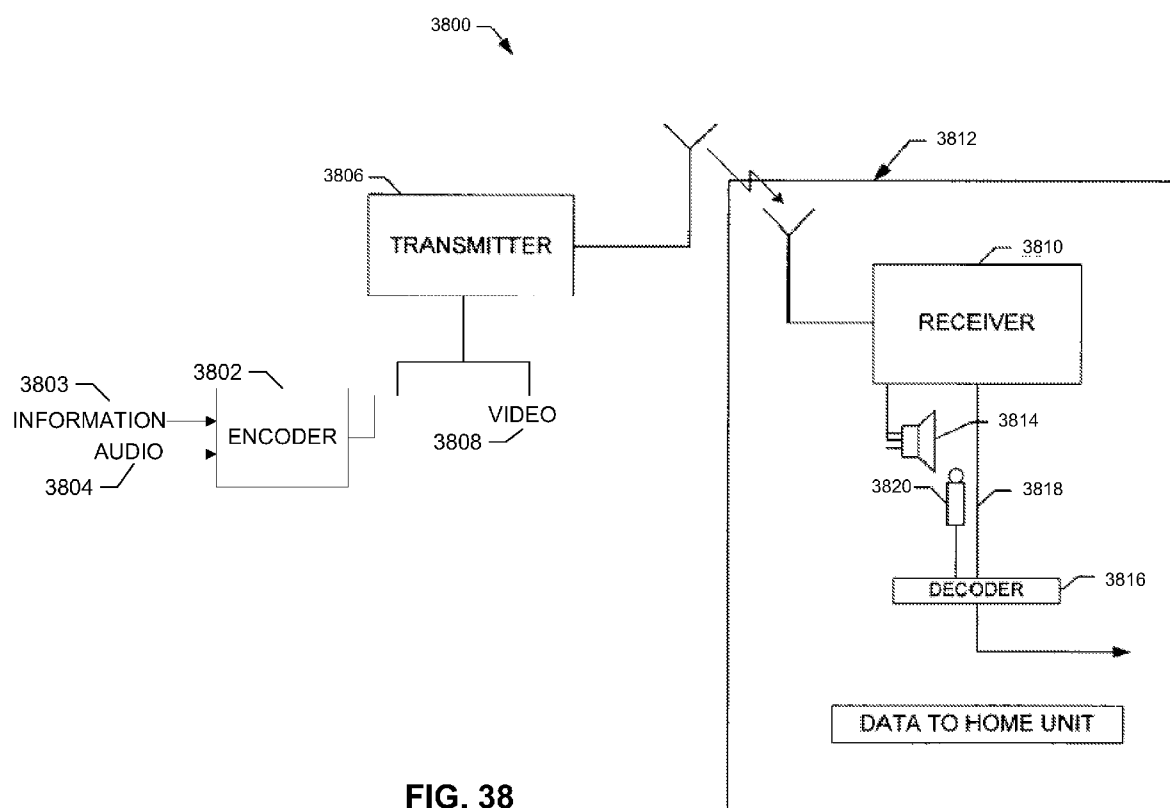 3800
3812
3806
TRANSMITTER
3810
RECEIVER
3803
INFORMATION
AUDIO
3804
3802
ENCODER
VIDEO
3808
3814
3820
3818
DECODER
3816
DATA TO HOME UNIT
FIG. 38